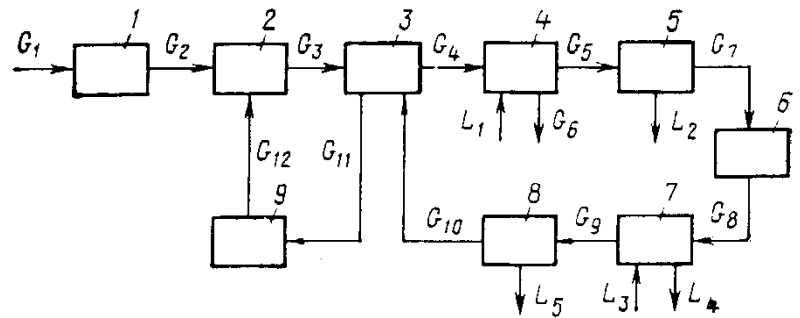 1 2 3 4 5
G₁ G₂ G₃ G₄ G₅ G₇
L₁ G₆ L₂ 6
G₁₂ G₁₁
9 G₁₀ 8 G₉ 7 G₈
L₅ L₃ L₄